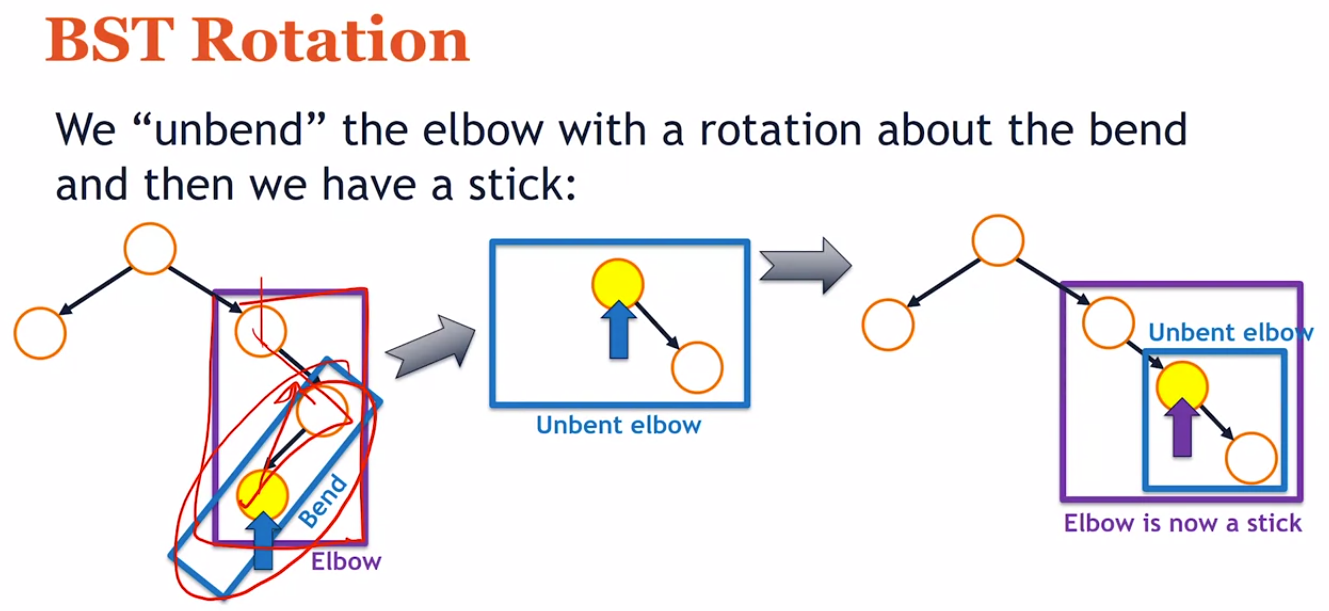 BST Rotation
We “unbend” the elbow with a rotation about the bend
and then we have a stick:
Bend
Elbow
Unbent elbow
Unbent elbow
Elbow is now a stick